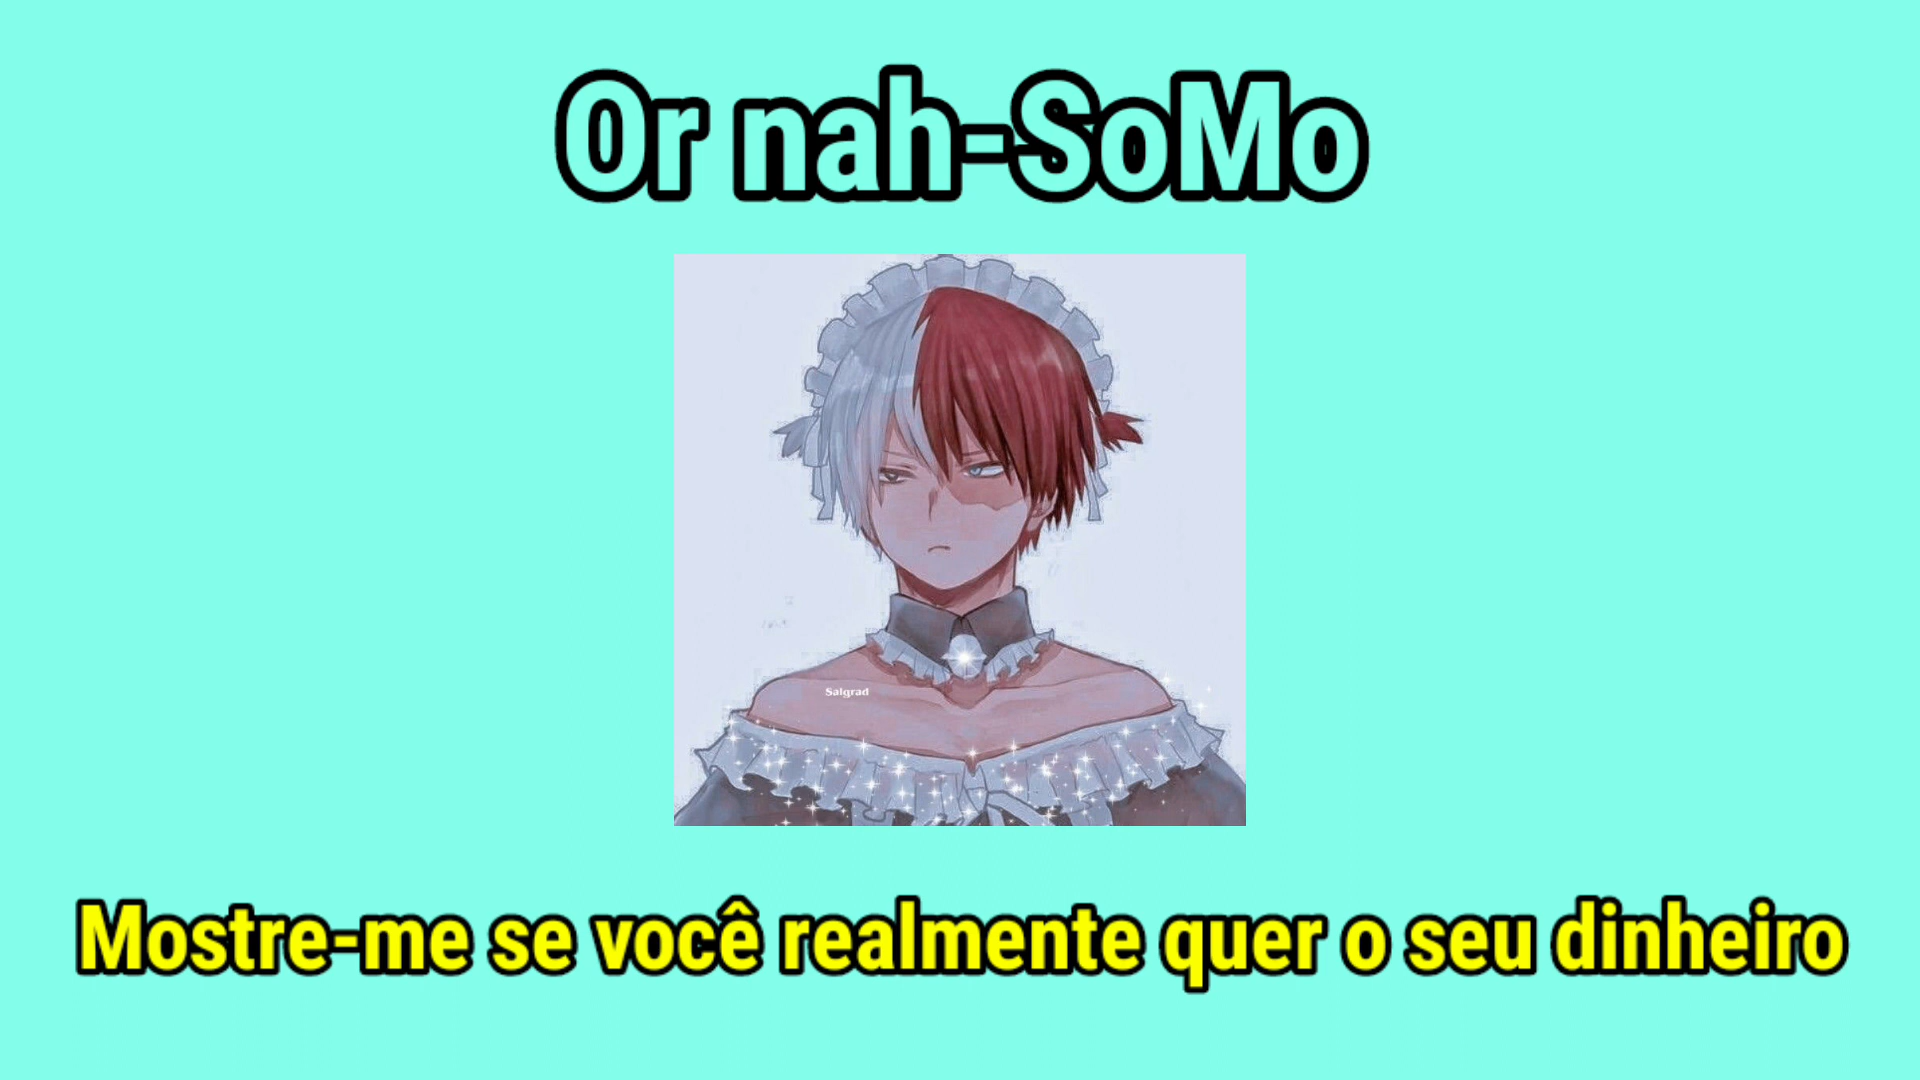 Or nah-SoMo
Salgrad
Mostre-me se você realmente quer o seu dinheiro